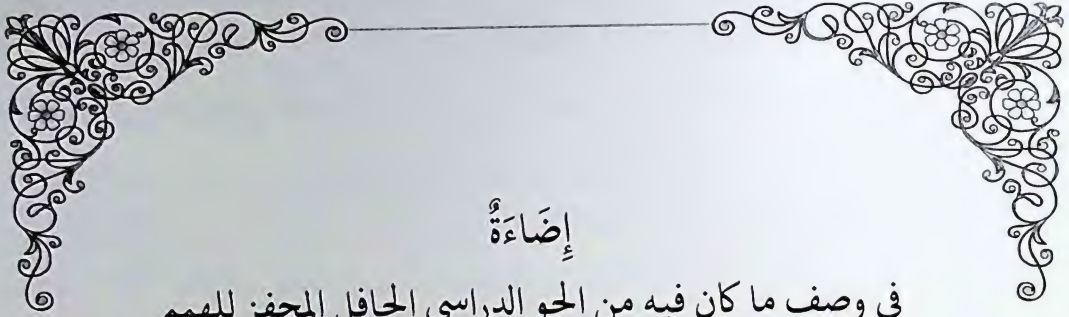 إِضَاءَةٌ
في وصف ما كان فيه من الجو الدراسي الحافل المحفز للهمم